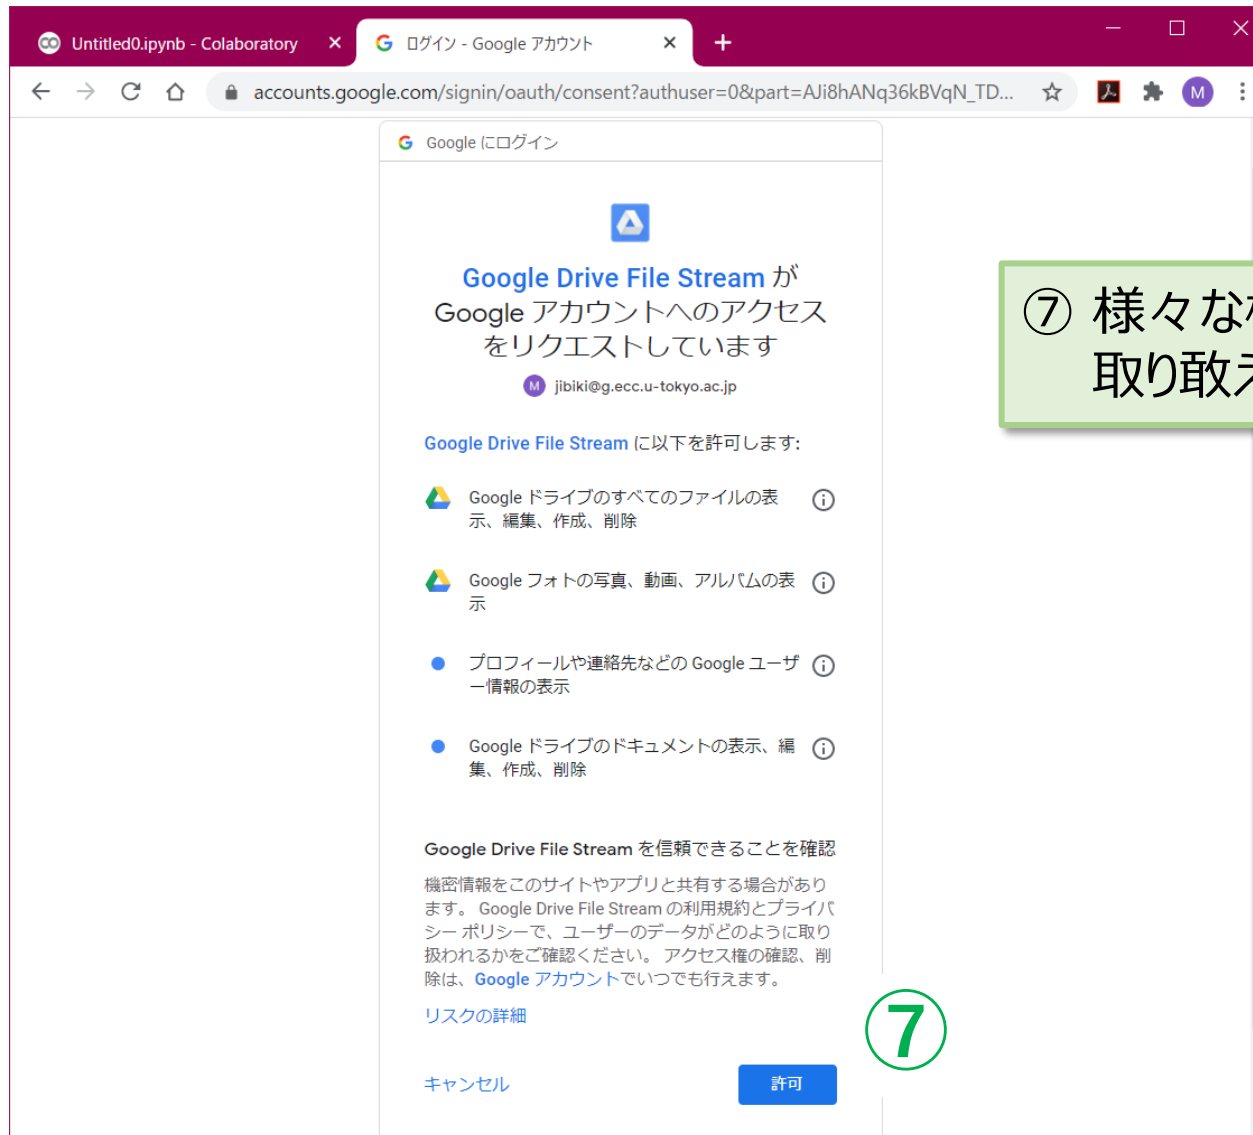 Untitled0.ipynb - Colaboratory
ログイン - Google アカウント
accounts.google.com/signin/oauth/consent?authuser=0&part=AJi8hANq36kBVqN_TD...
M
G Google にログイン
Google Drive File Stream が
Google アカウントへのアクセス
をリクエストしています
M jibiki@g.ecc.u-tokyo.ac.jp
Google Drive File Stream に以下を許可します:
Google ドライブのすべてのファイルの表
示、編集、作成、削除
Google フォトの写真、動画、アルバムの表
示
プロフィールや連絡先などの Google ユーザ
ー情報の表示
Google ドライブのドキュメントの表示、編
集、作成、削除
Google Drive File Stream を信頼できることを確認
機密情報をこのサイトやアプリと共有する場合があり
ます。 Google Drive File Stream の利用規約とプライバ
シー ポリシーで、ユーザーのデータがどのように取り
扱われるかをご確認ください。 アクセス権の確認、削
除は、Google アカウントでいつでも行えます。
リスクの詳細
キャンセル
許可
⑦
⑦ 様々な
取り敢え